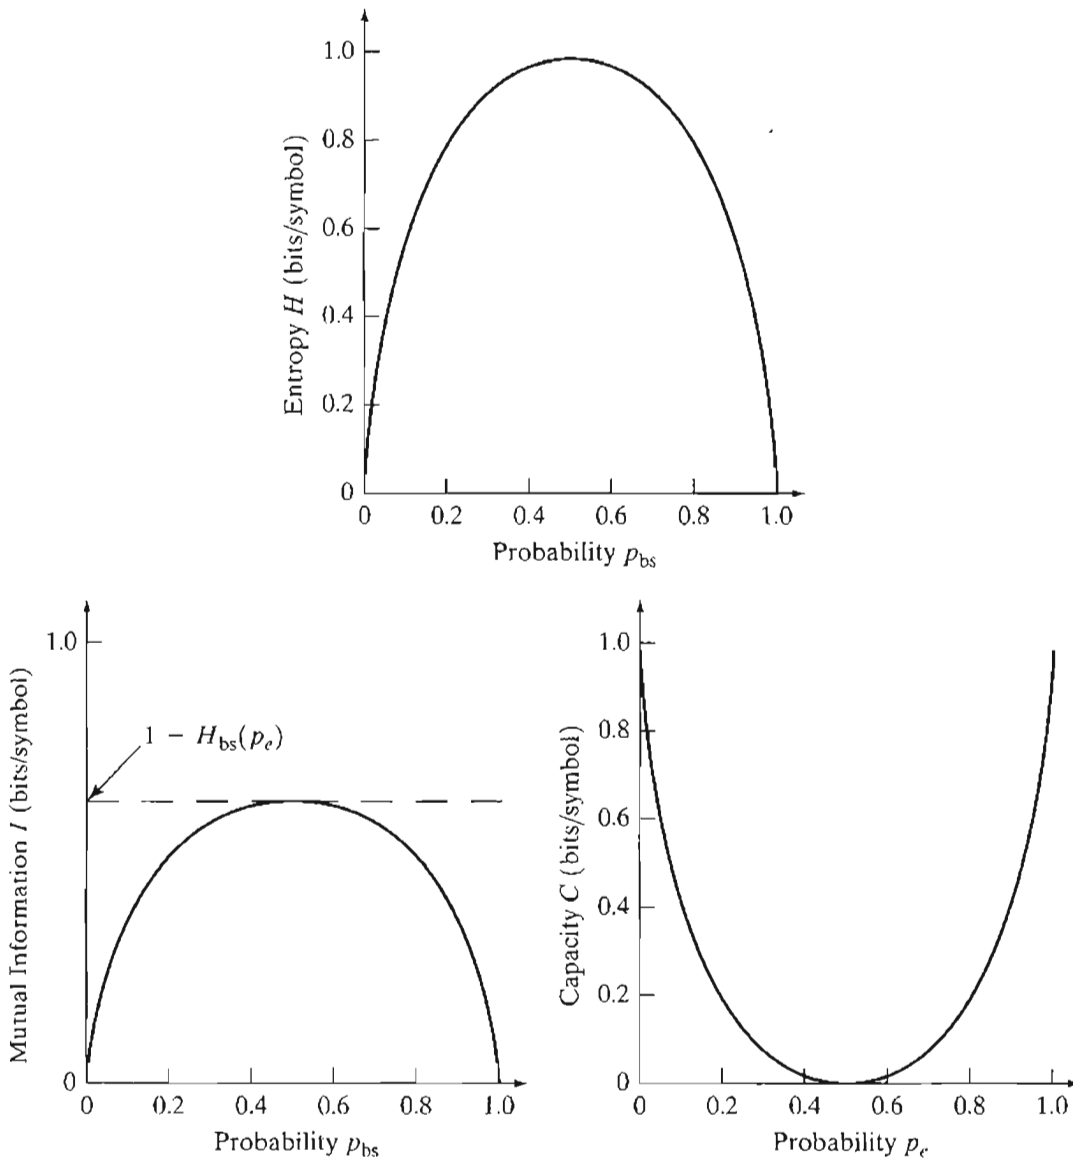 Entropy H (bits/symbol)
1.0
0.8
0.6
0.4
0.2
0
0 0.2 0.4 0.6 0.8 1.0
Probability p_bs
Mutual Information I (bits/symbol)
1.0
1 − H_bs(p_e)
0
0 0.2 0.4 0.6 0.8 1.0
Probability p_bs
Capacity C (bits/symbol)
1.0
0.8
0.6
0.4
0.2
0
0 0.2 0.4 0.6 0.8 1.0
Probability p_e